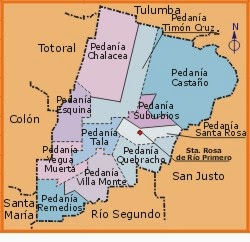 Tulumba
Pedanía
Timón Cruz
Totoral
Pedanía
Chalacea
Pedanía
Castaño
Pedanía
Esquina
Pedanía
Suburbios
Colón
Pedanía
Santa Rosa
Pedanía
Tala
Sta. Rosa
de Río Primero
Pedanía
Quebracho
Pedanía
Yegua
Muerta
Pedanía
Villa Monte
San Justo
Santa
María
Pedanía
Remedios
Río Segundo